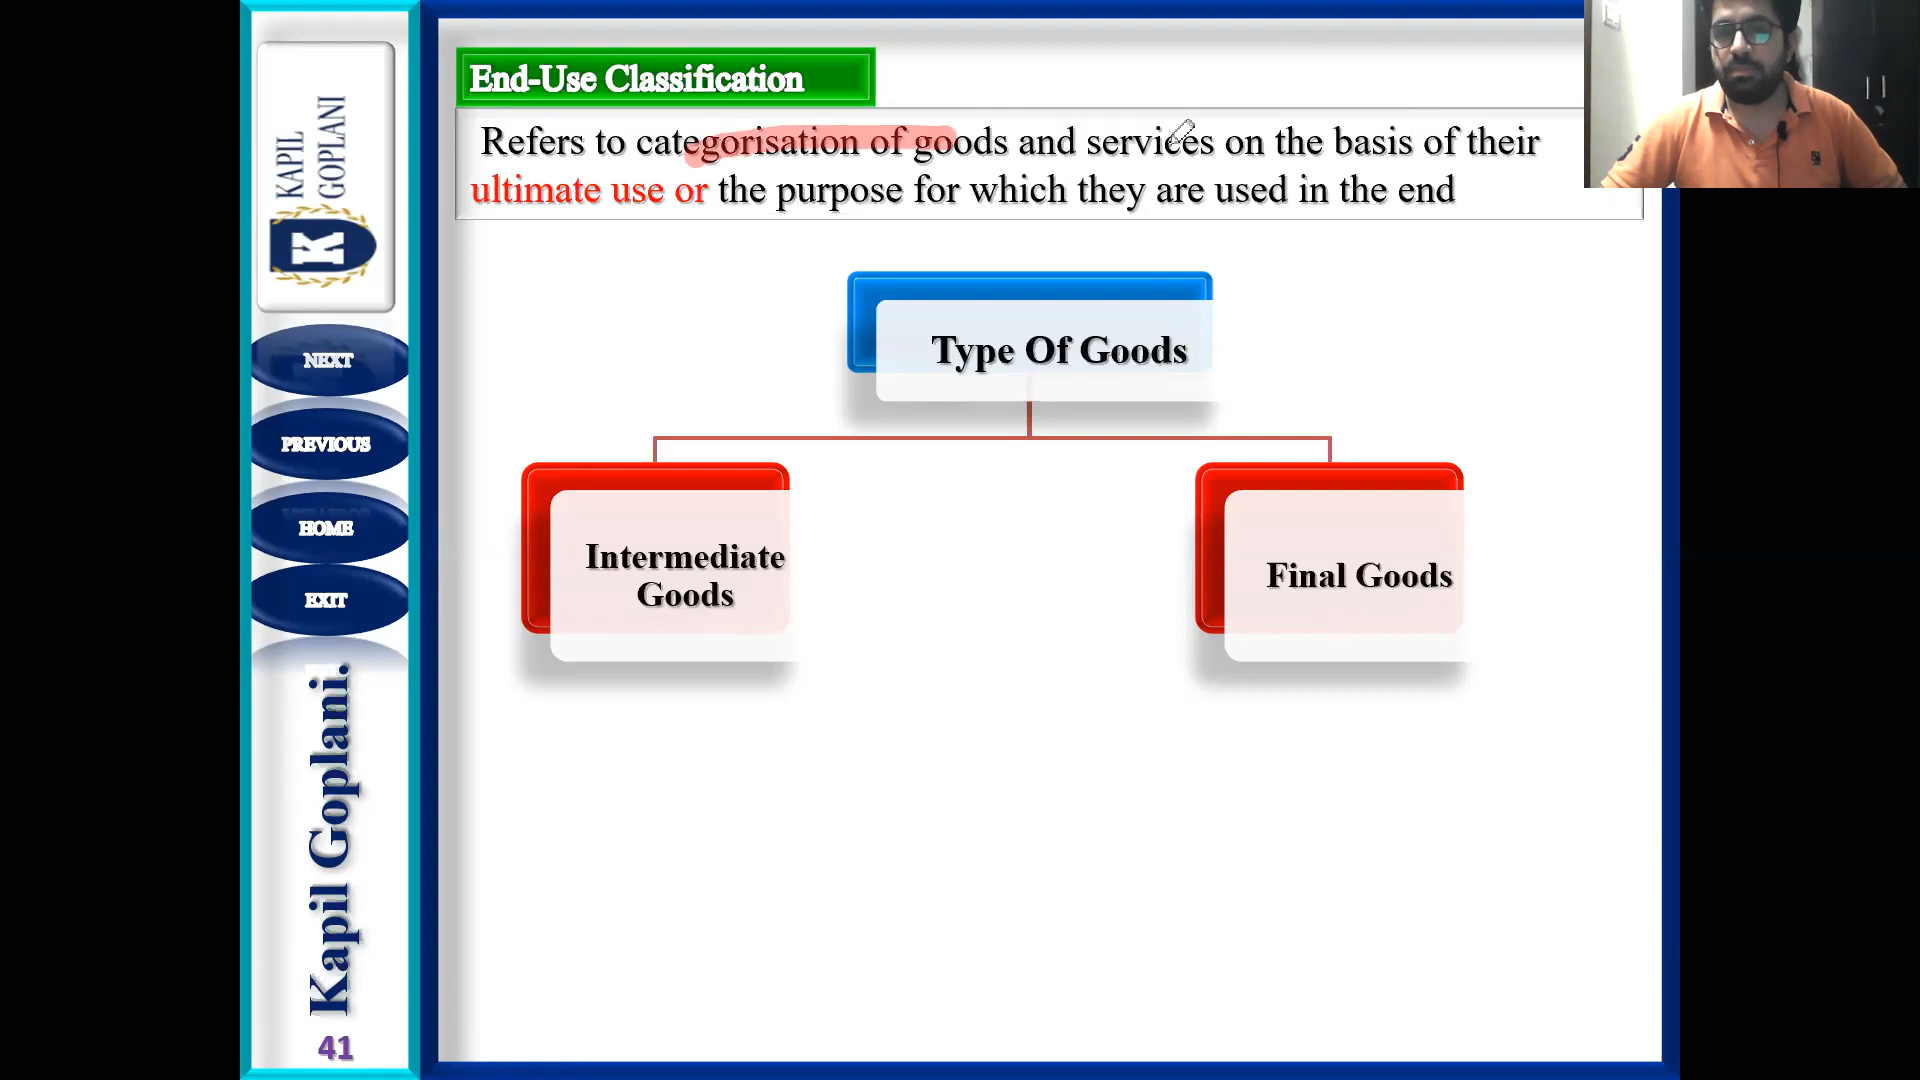 KAPIL
GOPLANI
K
NEXT
PREVIOUS
HOME
EXIT
Kapil Goplani.
41
End-Use Classification
Refers to categorisation of goods and services on the basis of their
ultimate use or the purpose for which they are used in the end
Type Of Goods
Intermediate
Goods
Final Goods